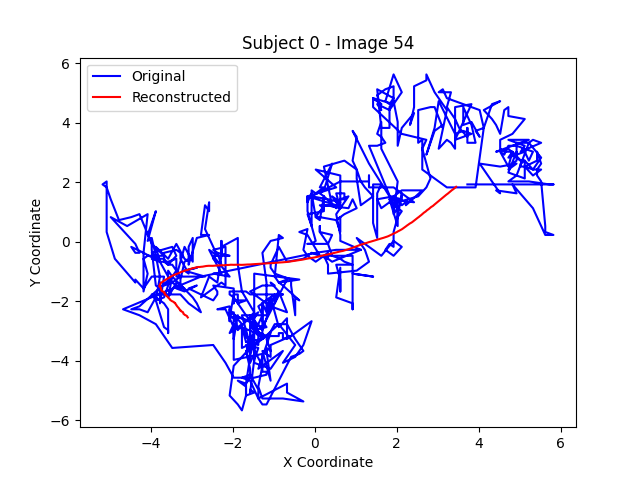 Subject 0 - Image 54
Original
Reconstructed
Y Coordinate
6
4
2
0
−2
−4
−6
−4 −2 0 2 4 6
X Coordinate